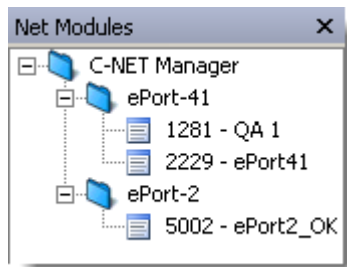 Net Modules
C-NET Manager
ePort-41
1281 - QA 1
2229 - ePort41
ePort-2
5002 - ePort2_OK